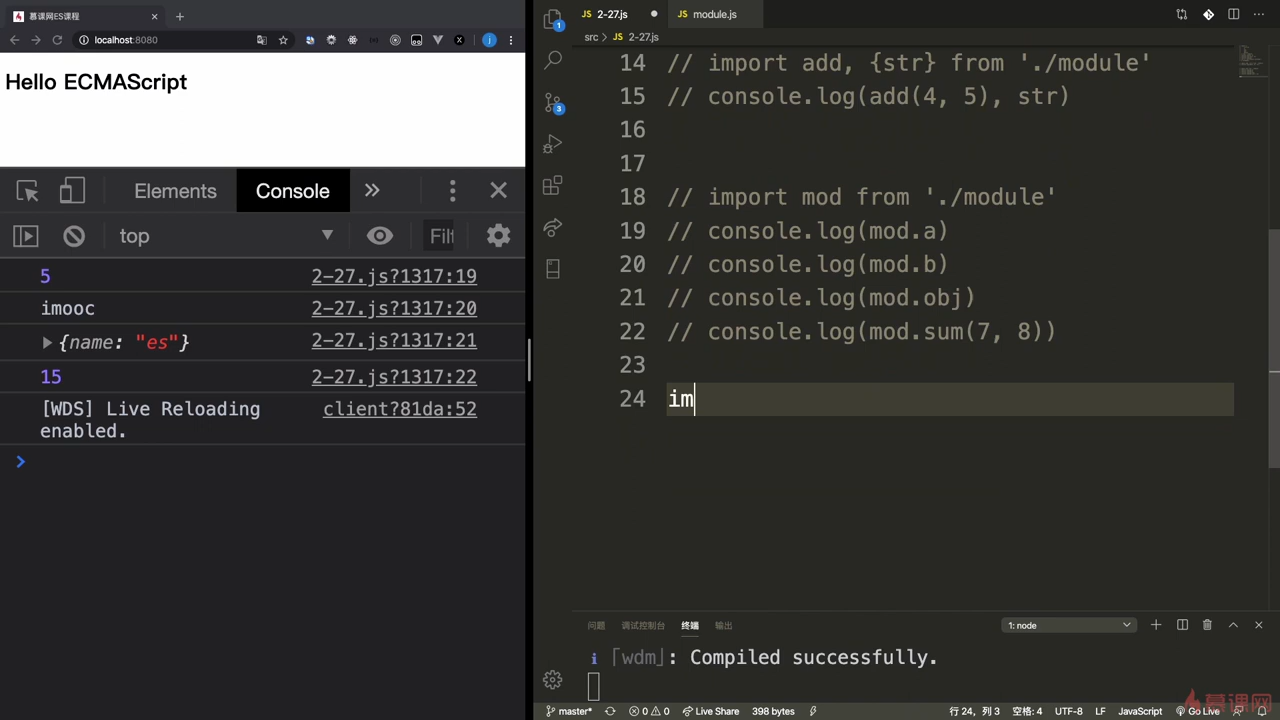 慕课网ES课程
localhost:8080
Hello ECMAScript
Elements
Console
top
Filt
5 2-27.js?1317:19
imooc 2-27.js?1317:20
{name: "es"} 2-27.js?1317:21
15 2-27.js?1317:22
[WDS] Live Reloading client?81da:52
enabled.
2-27.js
module.js
src > JS 2-27.js
14 // import add, {str} from './module'
15 // console.log(add(4, 5), str)
16
17
18 // import mod from './module'
19 // console.log(mod.a)
20 // console.log(mod.b)
21 // console.log(mod.obj)
22 // console.log(mod.sum(7, 8))
23
24 im
问题 调试控制台 终端 输出 1: node
i ｢wdm｣: Compiled successfully.
master* 0 0 Live Share 398 bytes 行 24, 列 3 空格: 4 UTF-8 LF JavaScript Go Live
慕课网